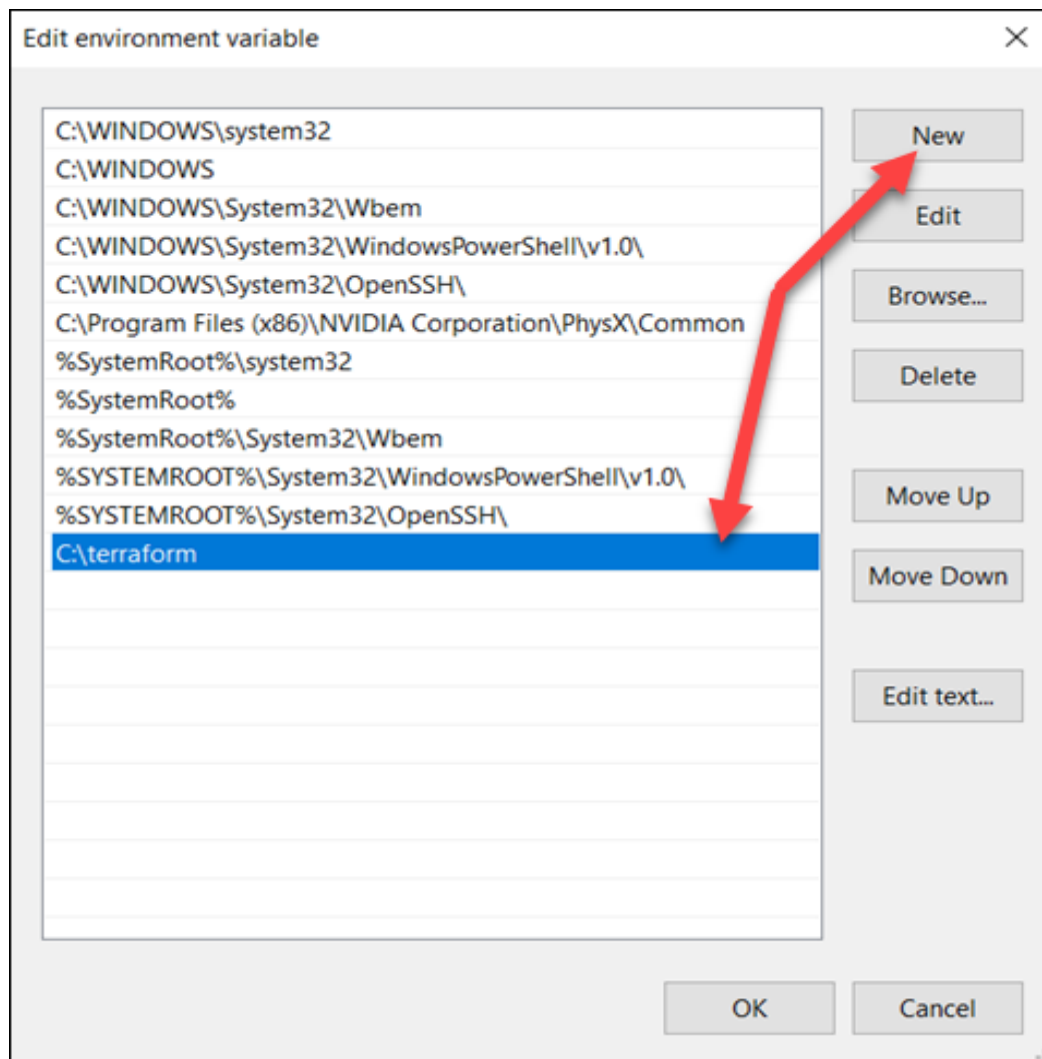 Edit environment variable
C:\WINDOWS\system32
C:\WINDOWS
C:\WINDOWS\System32\Wbem
C:\WINDOWS\System32\WindowsPowerShell\v1.0\
C:\WINDOWS\System32\OpenSSH\
C:\Program Files (x86)\NVIDIA Corporation\PhysX\Common
%SystemRoot%\system32
%SystemRoot%
%SystemRoot%\System32\Wbem
%SYSTEMROOT%\System32\WindowsPowerShell\v1.0\
%SYSTEMROOT%\System32\OpenSSH\
C:\terraform
New
Edit
Browse...
Delete
Move Up
Move Down
Edit text...
OK
Cancel